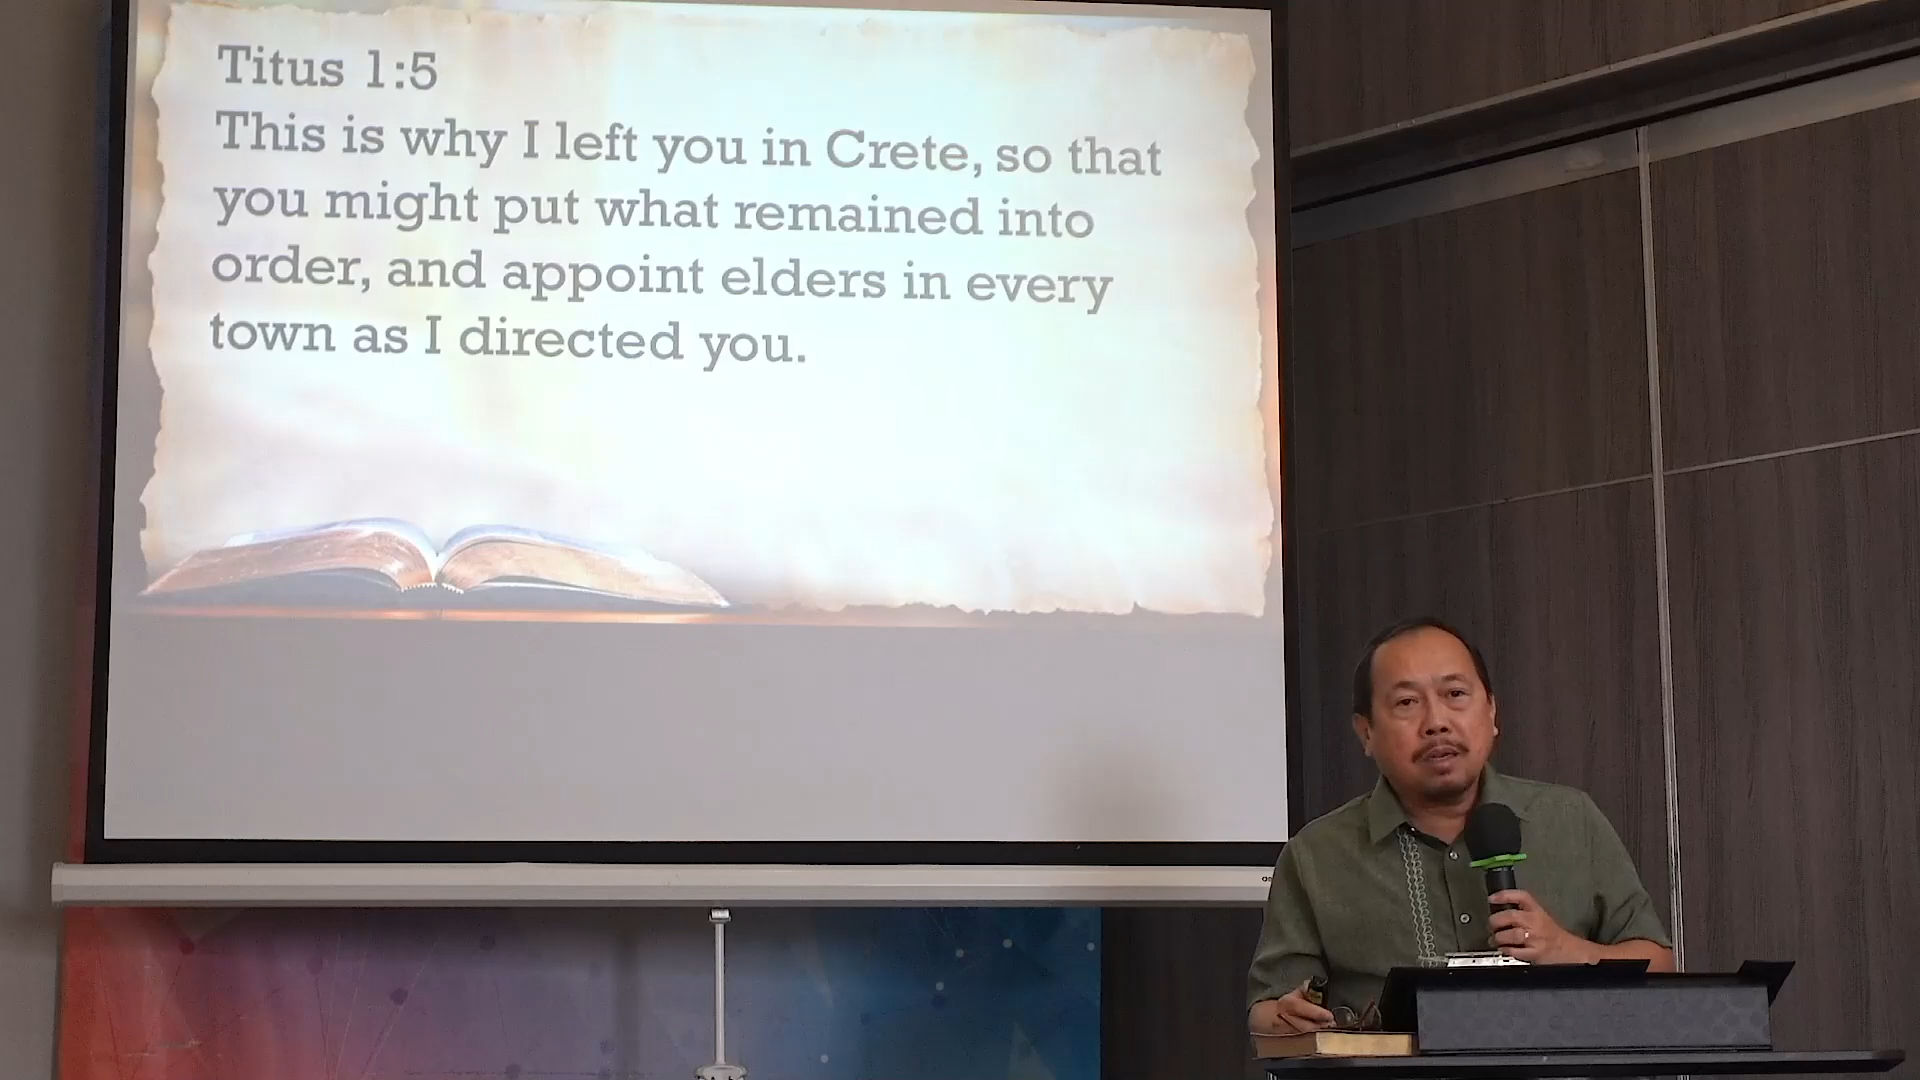 Titus 1:5
This is why I left you in Crete, so that
you might put what remained into
order, and appoint elders in every
town as I directed you.